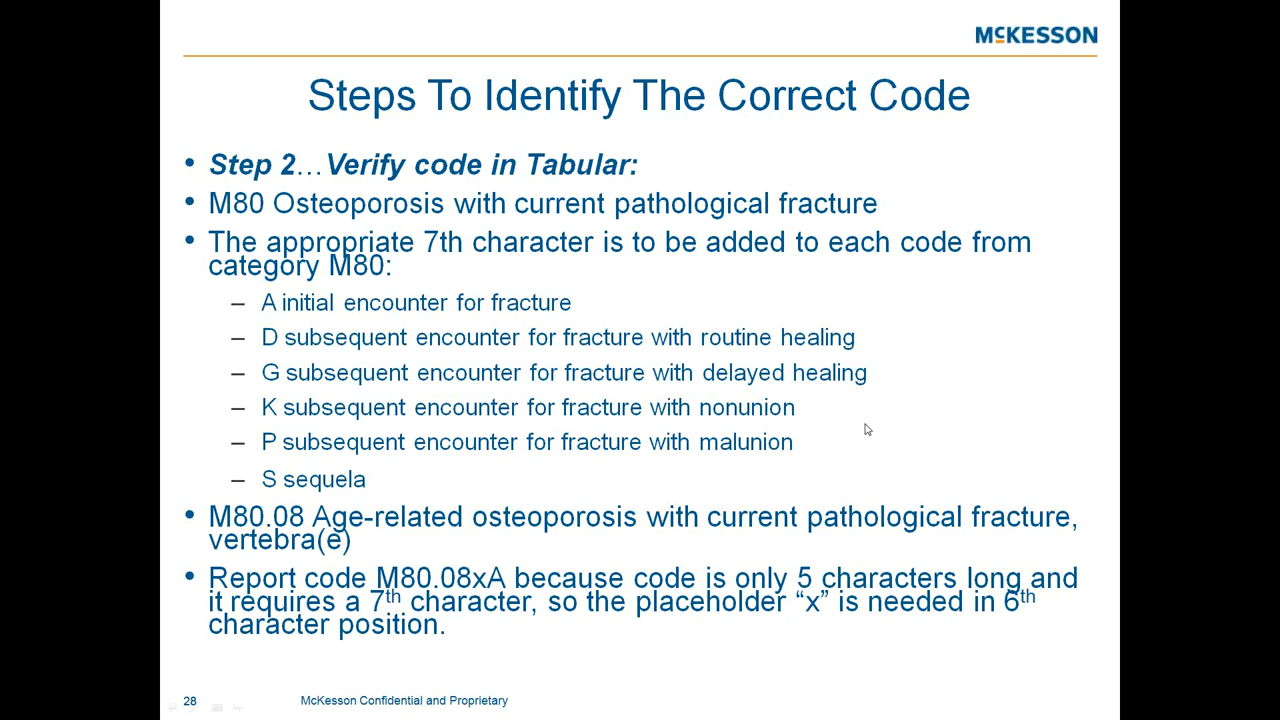 McKESSON
Steps To Identify The Correct Code
• Step 2…Verify code in Tabular:
• M80 Osteoporosis with current pathological fracture
• The appropriate 7th character is to be added to each code from
category M80:
– A initial encounter for fracture
– D subsequent encounter for fracture with routine healing
– G subsequent encounter for fracture with delayed healing
– K subsequent encounter for fracture with nonunion
– P subsequent encounter for fracture with malunion
– S sequela
• M80.08 Age-related osteoporosis with current pathological fracture,
vertebra(e)
• Report code M80.08xA because code is only 5 characters long and
it requires a 7th character, so the placeholder “x” is needed in 6th
character position.
28 McKesson Confidential and Proprietary